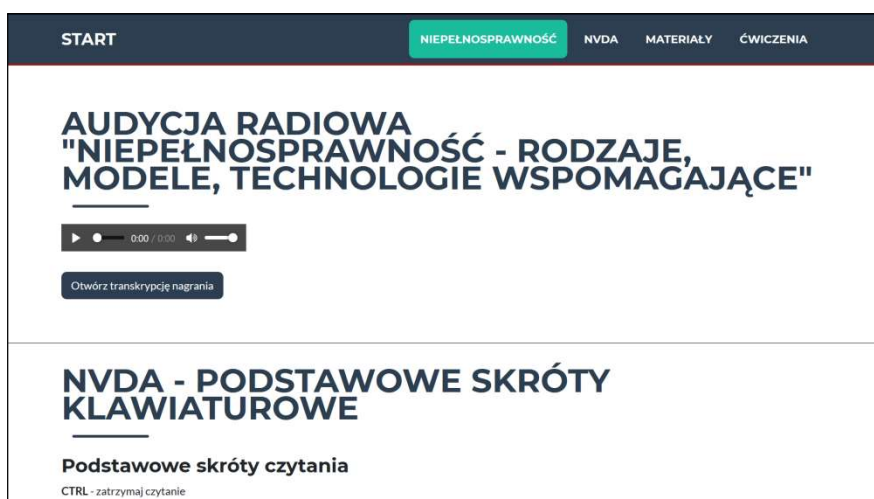 START NIEPEŁNOSPRAWNOŚĆ NVDA MATERIAŁY ĆWICZENIA
AUDYCJA RADIOWA
"NIEPEŁNOSPRAWNOŚĆ - RODZAJE,
MODELE, TECHNOLOGIE WSPOMAGAJĄCE"
0:00 / 0:00
Otwórz transkrypcję nagrania
NVDA - PODSTAWOWE SKRÓTY
KLAWIATUROWE
Podstawowe skróty czytania
CTRL - zatrzymaj czytanie